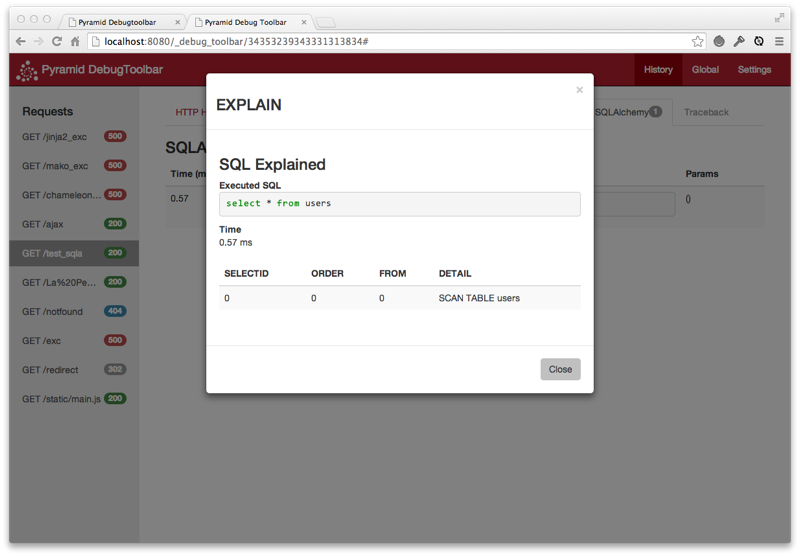 Pyramid Debugtoolbar
Pyramid Debug Toolbar
localhost:8080/_debug_toolbar/34353239343331313834#
Pyramid DebugToolbar
History
Global
Settings
Requests
GET /jinja2_exc 500
GET /mako_exc 500
GET /chameleon... 500
GET /ajax 200
GET /test_sqla 200
GET /La%20Pe... 200
GET /notfound 404
GET /exc 500
GET /redirect 302
GET /static/main.js 200
HTTP H
SQLAlchemy 1
Traceback
SQLA
Time (m
Params
0.57
()
EXPLAIN
×
SQL Explained
Executed SQL
select * from users
Time
0.57 ms
SELECTID ORDER FROM DETAIL
0 0 0 SCAN TABLE users
Close